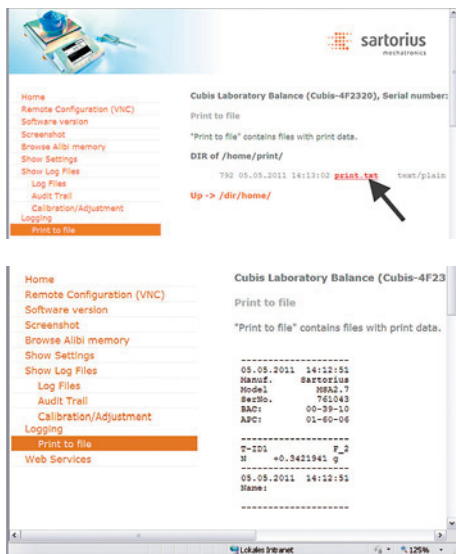 sartorius
mechatronics
Home
Remote Configuration (VNC)
Software version
Screenshot
Browse Alibi memory
Show Settings
Show Log Files
Log Files
Audit Trail
Calibration/Adjustment
Logging
Print to file
Cubis Laboratory Balance (Cubis-4F2320), Serial number:
Print to file
"Print to file" contains files with print data.
DIR of /home/print/
792 05.05.2011 14:13:02 print.txt text/plain
Up -> /dir/home/
Home
Remote Configuration (VNC)
Software version
Screenshot
Browse Alibi memory
Show Settings
Show Log Files
Log Files
Audit Trail
Calibration/Adjustment
Logging
Print to file
Web Services
Cubis Laboratory Balance (Cubis-4F23
Print to file
"Print to file" contains files with print data.
--------------------
05.05.2011 14:12:51
Manuf. Sartorius
Model MSA2.7
SerNo. 761043
BAC: 00-39-10
APC: 01-60-06
--------------------
T-ID1 F_2
N +0.3421941 g
--------------------
05.05.2011 14:12:51
Name:
--------------------
Lokales Intranet
125%